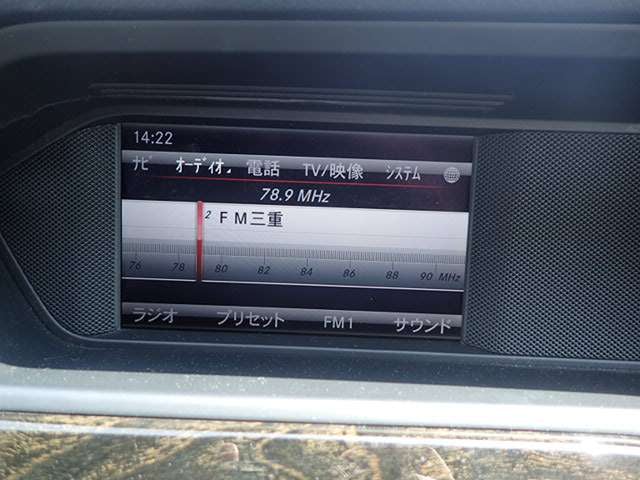 14:22
ナビ オーディオ 電話 TV/映像 システム
78.9 MHz
2 FM三重
76 78 80 82 84 86 88 90 MHz
ラジオ プリセット FM1 サウンド